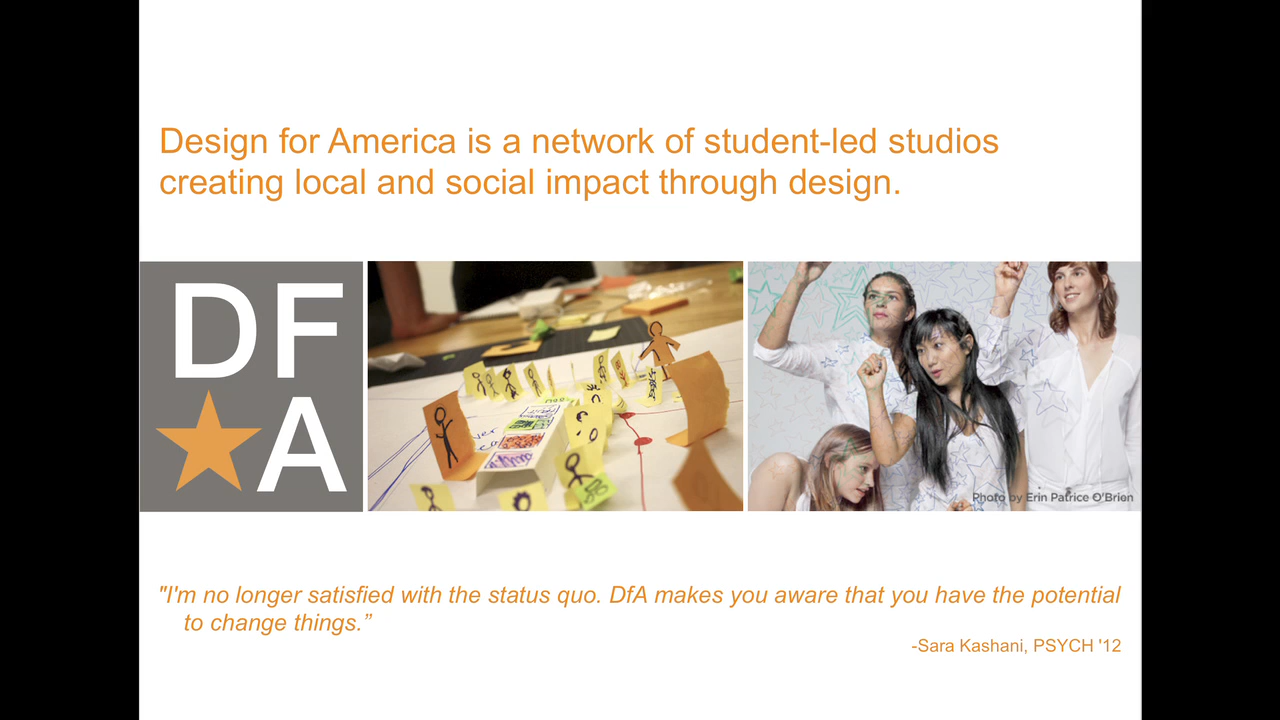 Design for America is a network of student-led studios
creating local and social impact through design.
DF
A
Photo by Erin Patrice O'Brien
"I'm no longer satisfied with the status quo. DfA makes you aware that you have the potential
to change things.”
-Sara Kashani, PSYCH '12